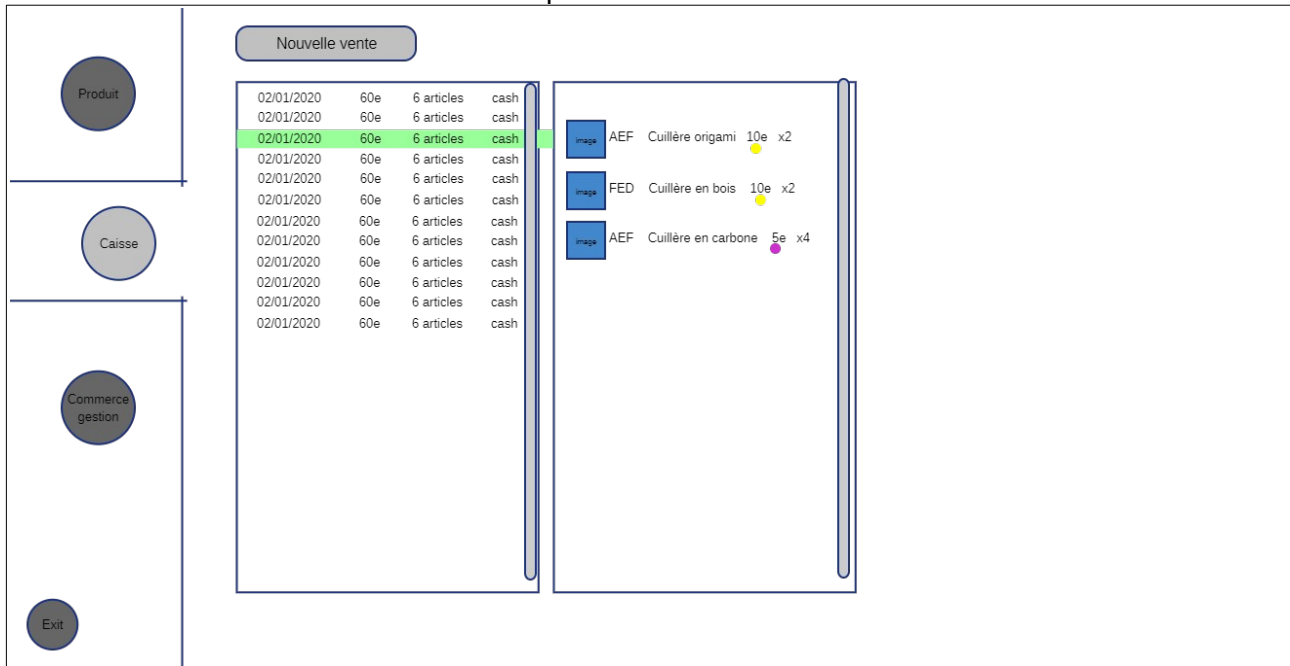 Nouvelle vente
Produit
Caisse
Commerce
gestion
Exit
02/01/2020 60e 6 articles cash
02/01/2020 60e 6 articles cash
02/01/2020 60e 6 articles cash
02/01/2020 60e 6 articles cash
02/01/2020 60e 6 articles cash
02/01/2020 60e 6 articles cash
02/01/2020 60e 6 articles cash
02/01/2020 60e 6 articles cash
02/01/2020 60e 6 articles cash
02/01/2020 60e 6 articles cash
02/01/2020 60e 6 articles cash
02/01/2020 60e 6 articles cash
image AEF Cuillère origami 10e x2
image FED Cuillère en bois 10e x2
image AEF Cuillère en carbone 5e x4